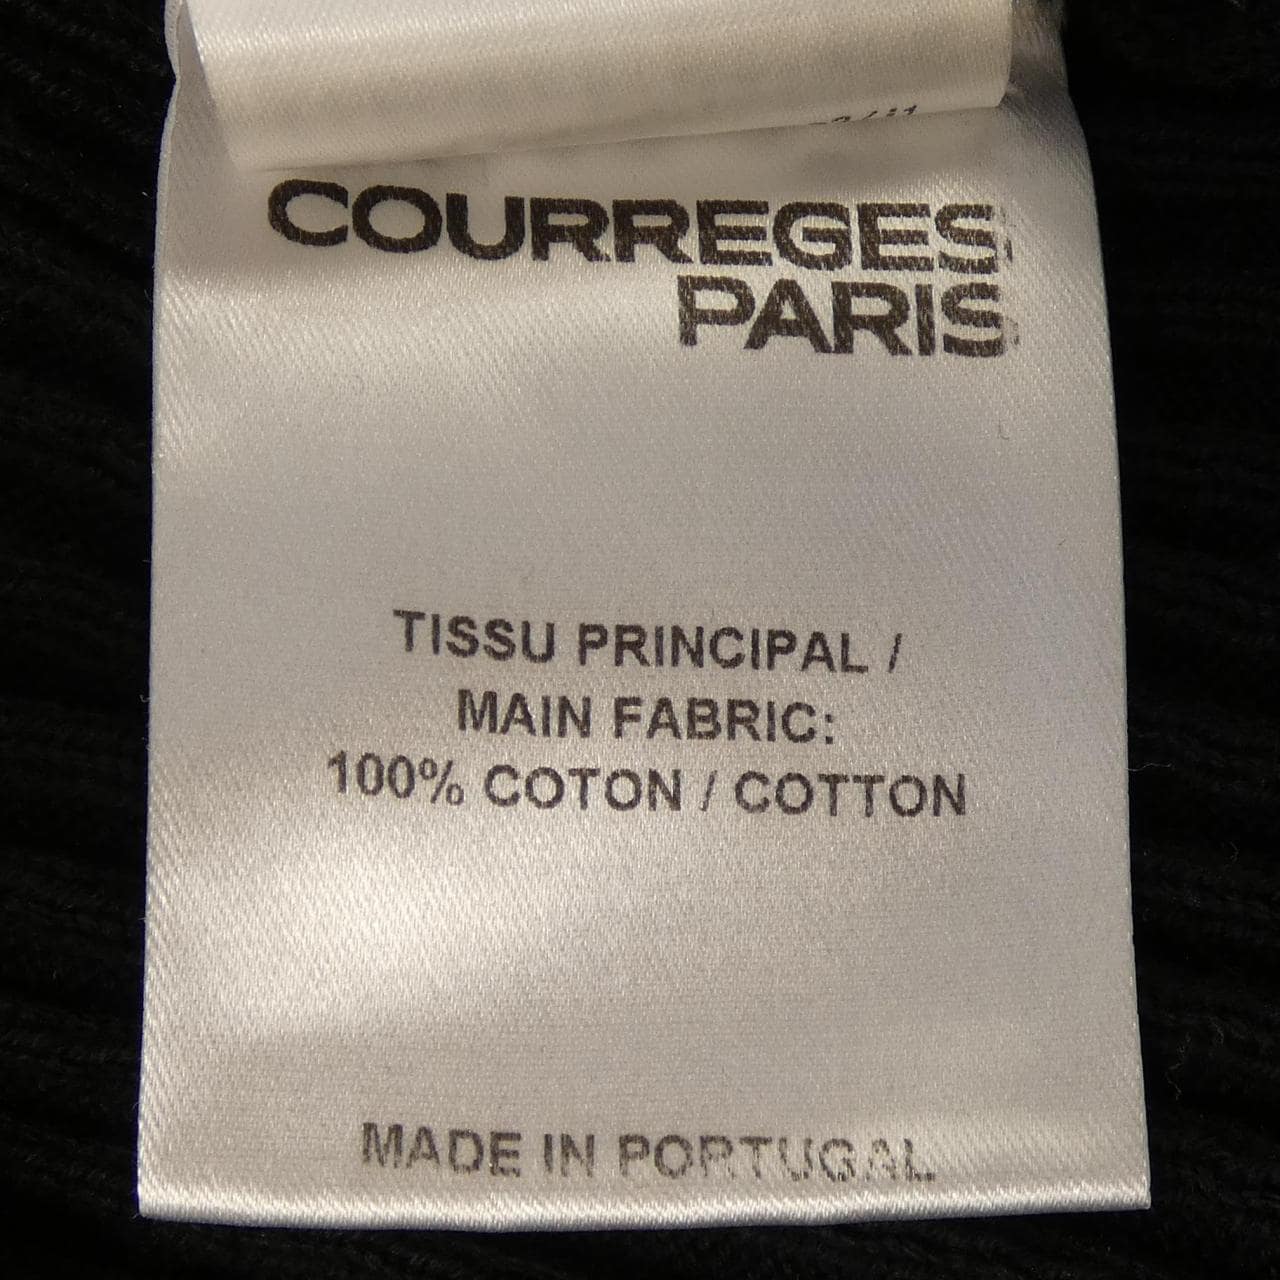 COURREGES
PARIS
TISSU PRINCIPAL /
MAIN FABRIC:
100% COTON / COTTON
MADE IN PORTUGAL